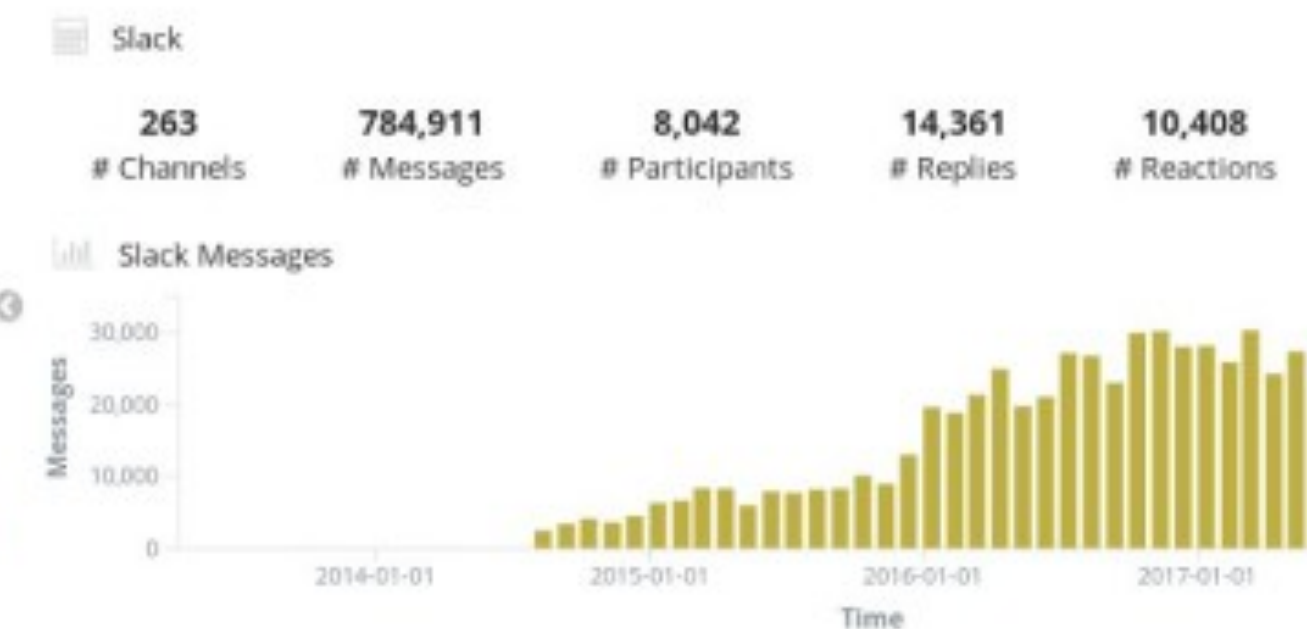 Slack
263 784,911 8,042 14,361 10,408
# Channels # Messages # Participants # Replies # Reactions
Slack Messages
Messages
30,000
20,000
10,000
0
2014-01-01 2015-01-01 2016-01-01 2017-01-01
Time